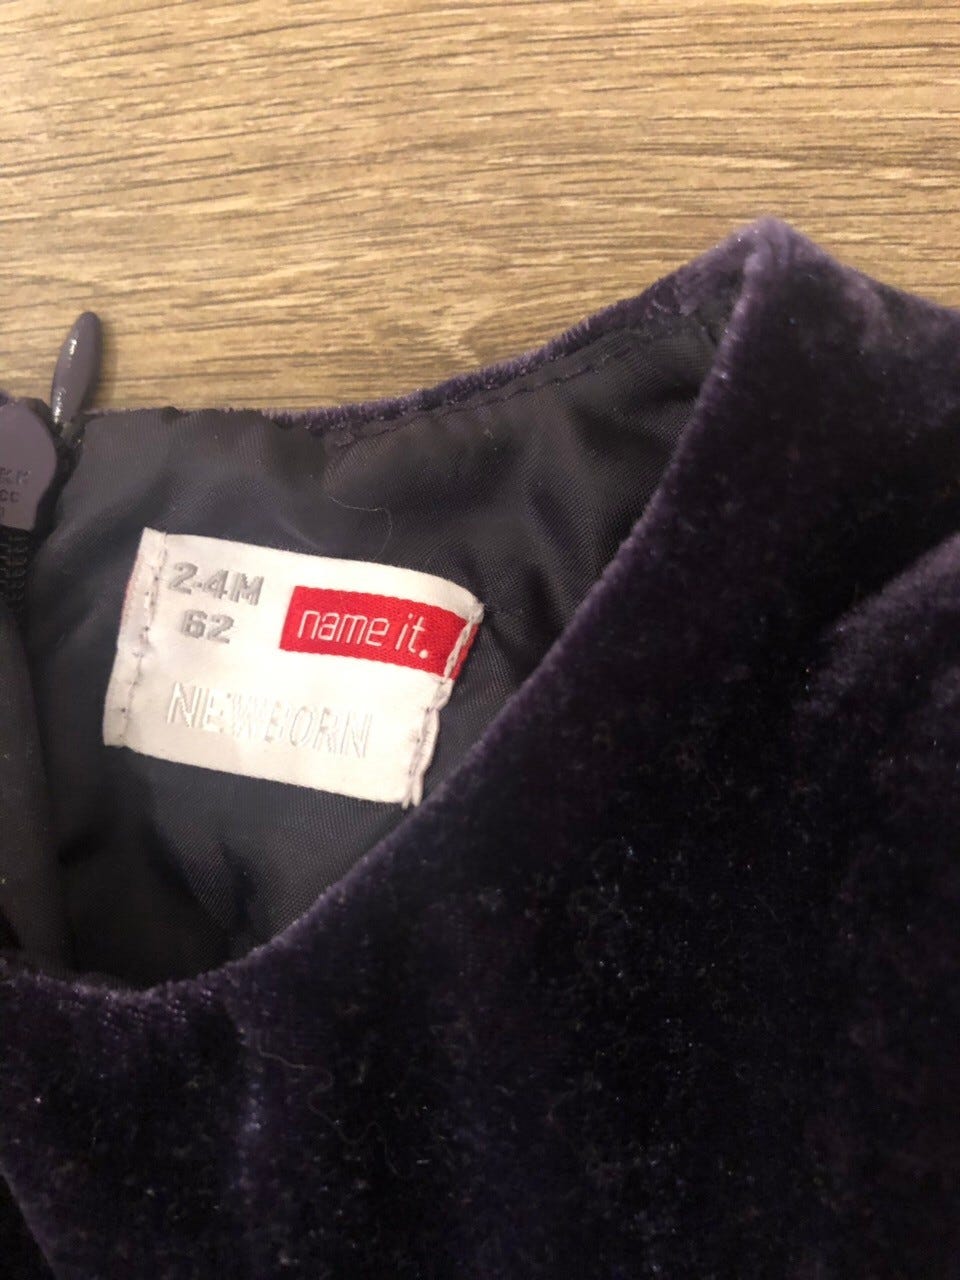 2-4M
62
name it.
NEWBORN